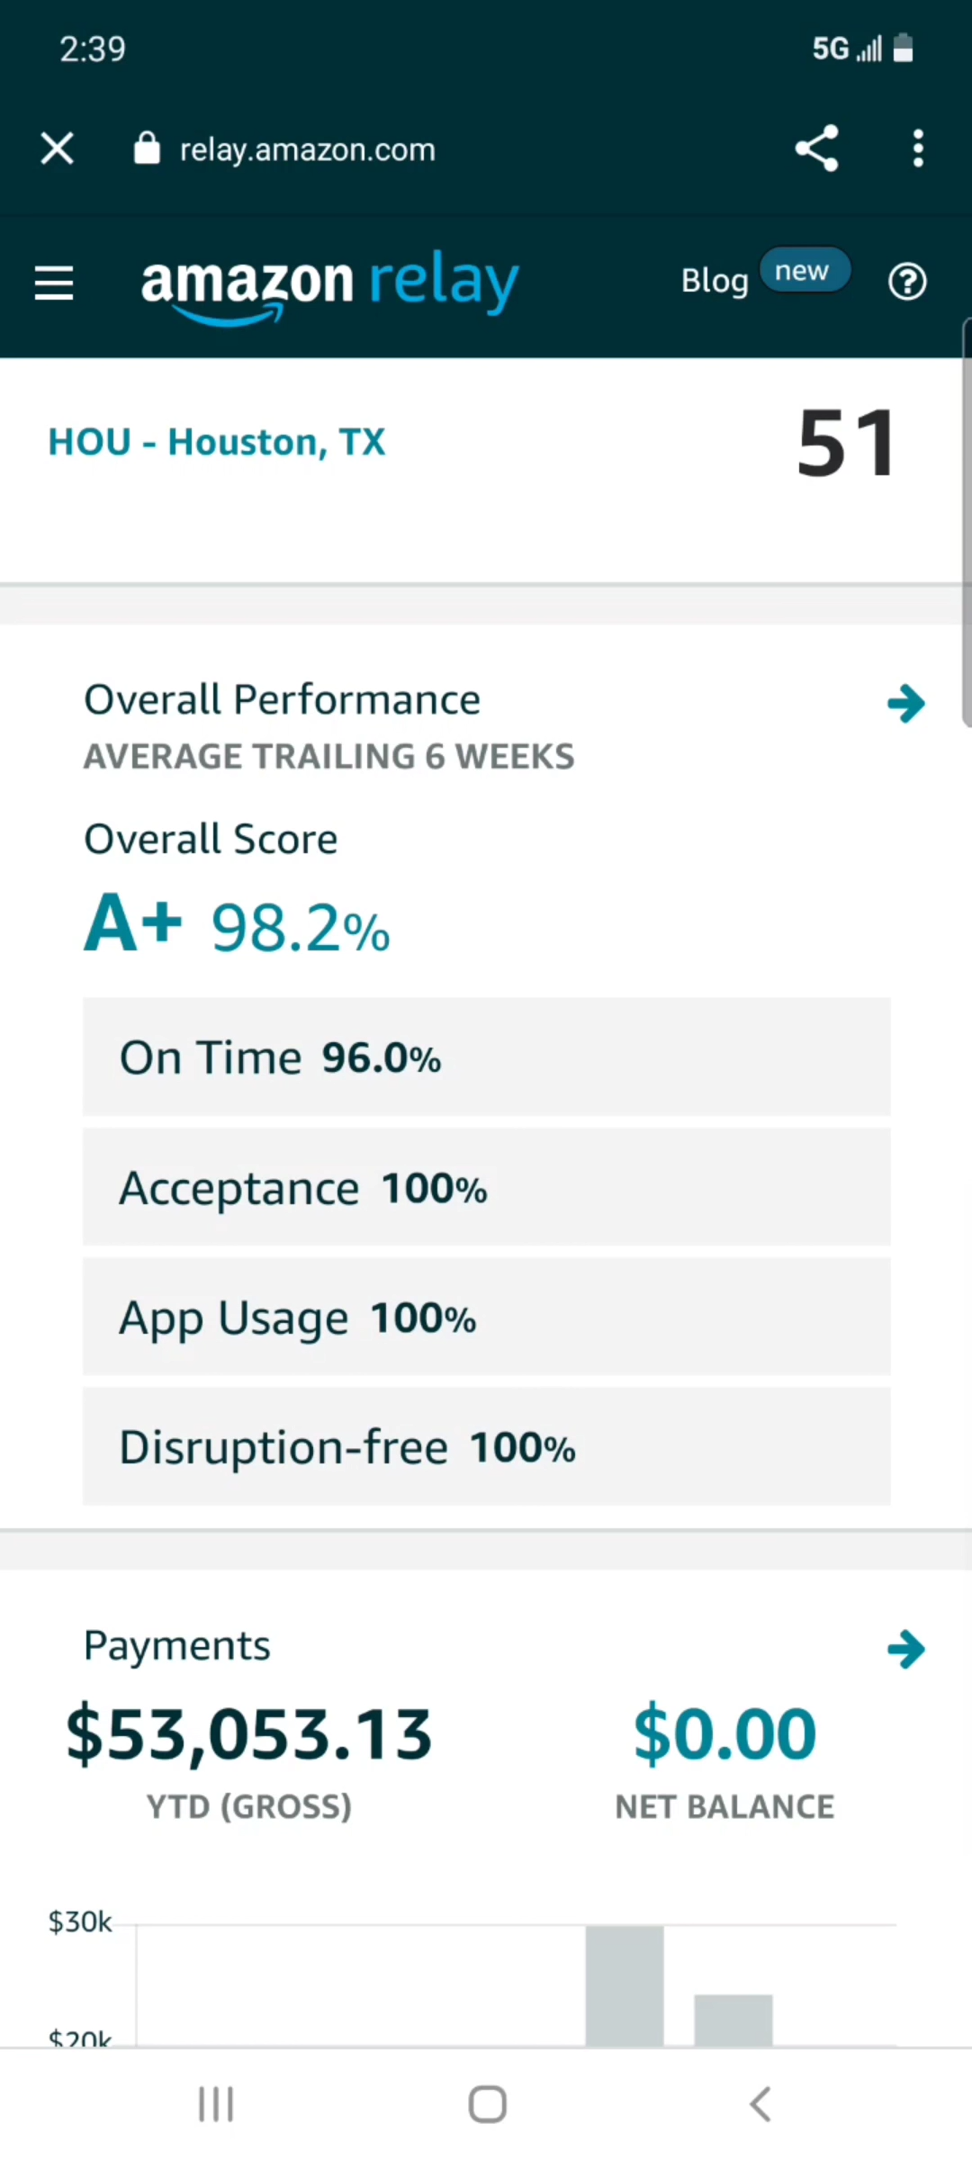 2:39
5G
relay.amazon.com
amazon relay
Blog new
HOU - Houston, TX
51
Overall Performance
AVERAGE TRAILING 6 WEEKS
Overall Score
A+ 98.2%
On Time 96.0%
Acceptance 100%
App Usage 100%
Disruption-free 100%
Payments
$53,053.13
$0.00
YTD (GROSS)
NET BALANCE
$30k
$20k